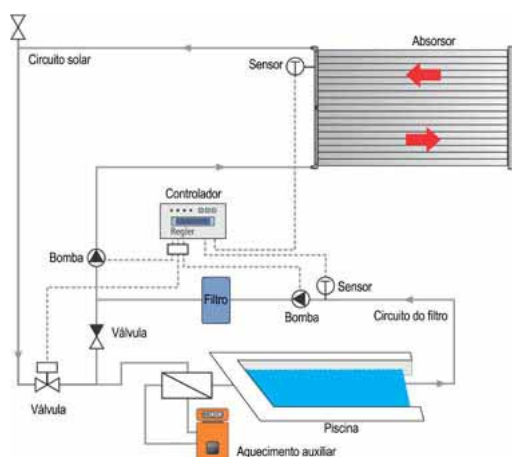 Absorsor
Circuito solar
Sensor
Controlador
Regler
Bomba
Sensor
Filtro
Bomba
Circuito do filtro
Válvula
Válvula
Piscina
Aquecimento auxiliar